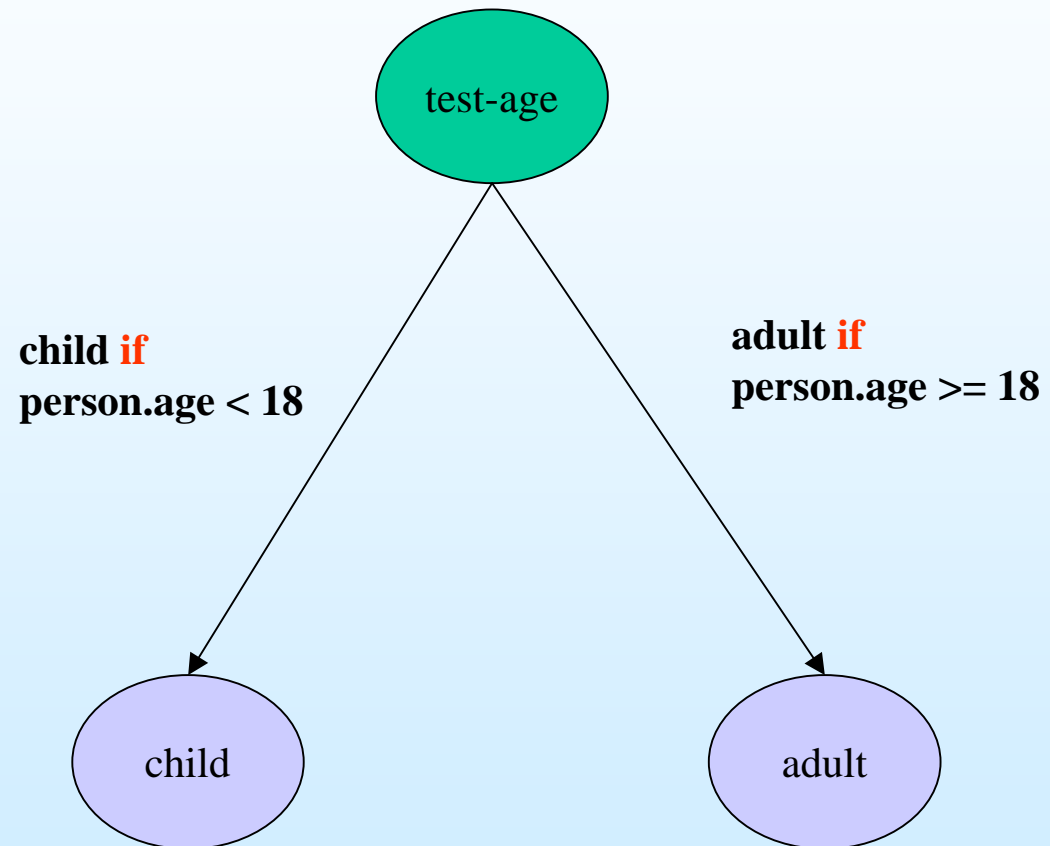 test-age
child if
person.age < 18
adult if
person.age >= 18
child
adult